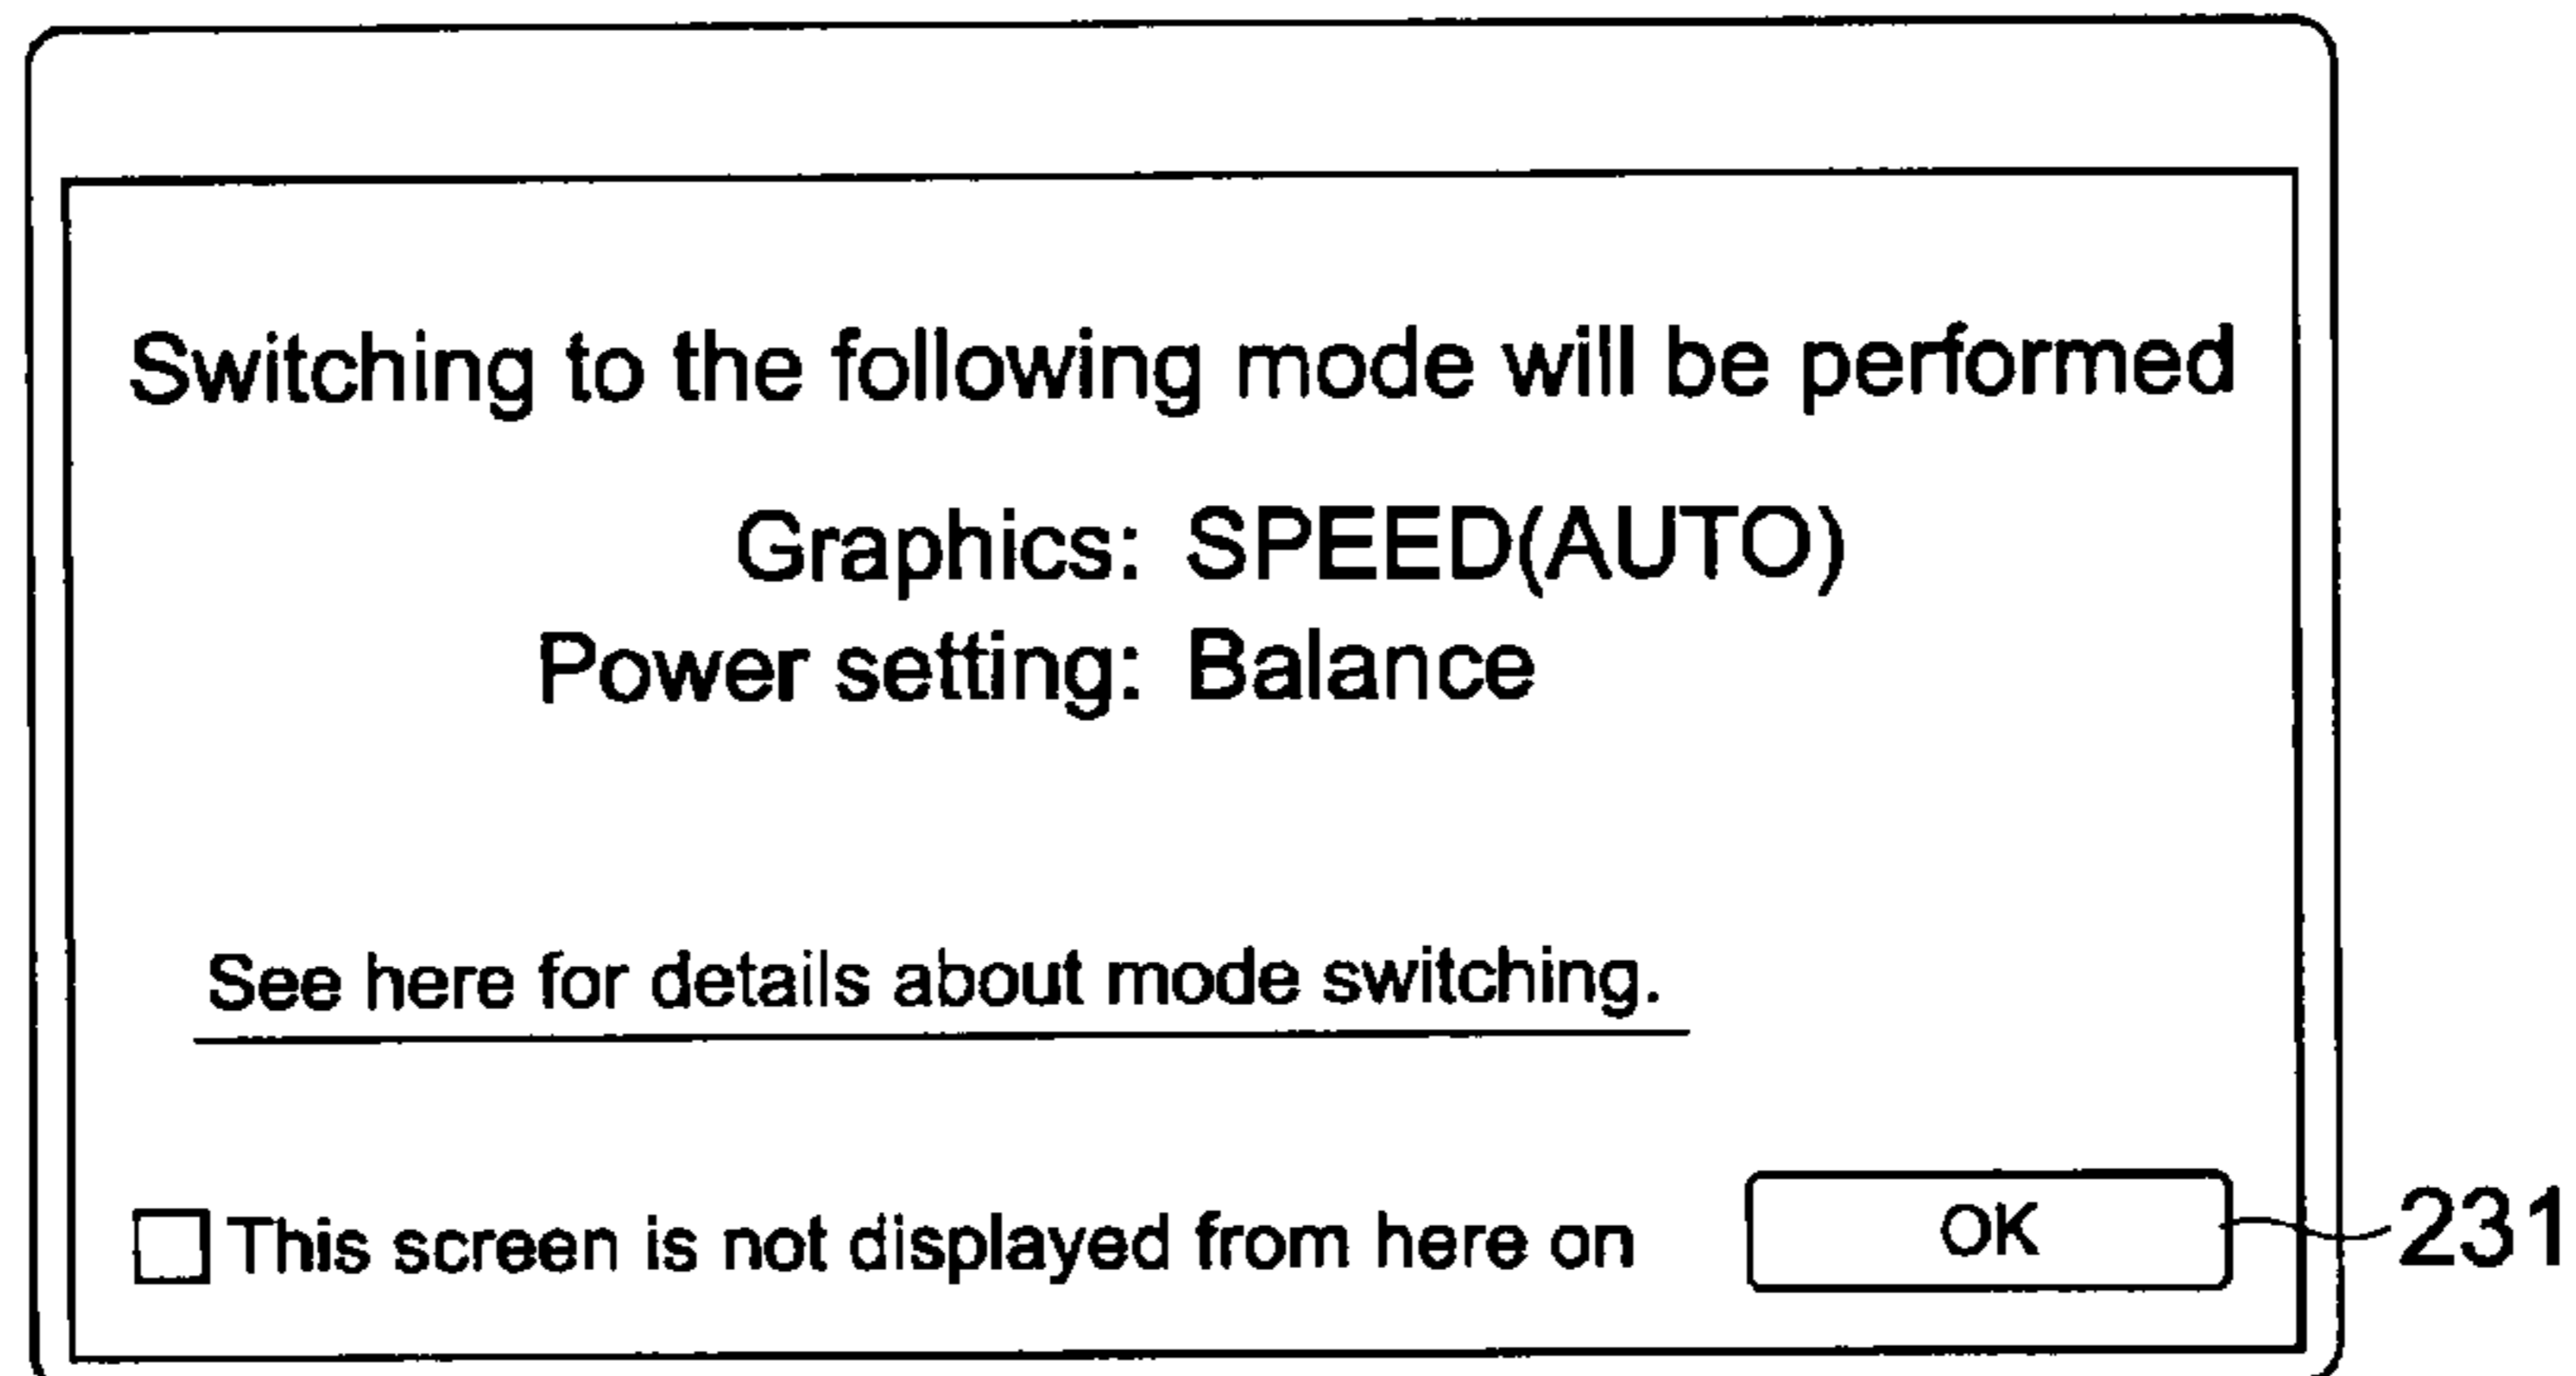 Switching to the following mode will be performed
Graphics: SPEED(AUTO)
Power setting: Balance
See here for details about mode switching.
This screen is not displayed from here on
OK
231